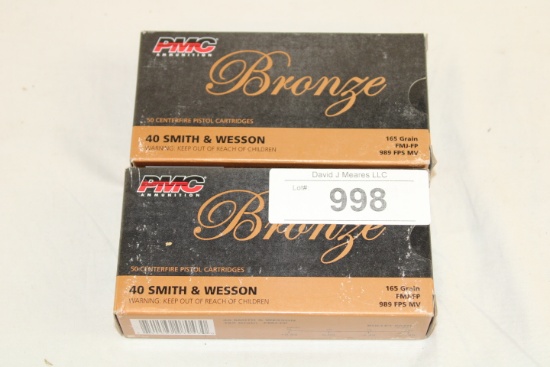 PMC
AMMUNITION
Bronze
50 CENTERFIRE PISTOL CARTRIDGES
40 SMITH & WESSON
WARNING: KEEP OUT OF REACH OF CHILDREN
165 Grain
FMJ-FP
989 FPS MV
PMC
AMMUNITION
Bronze
David J Meares LLC
Lot#
998
50 CENTERFIRE PISTOL CARTRIDGES
40 SMITH & WESSON
WARNING: KEEP OUT OF REACH OF CHILDREN
165 Grain
FMJ-FP
989 FPS MV